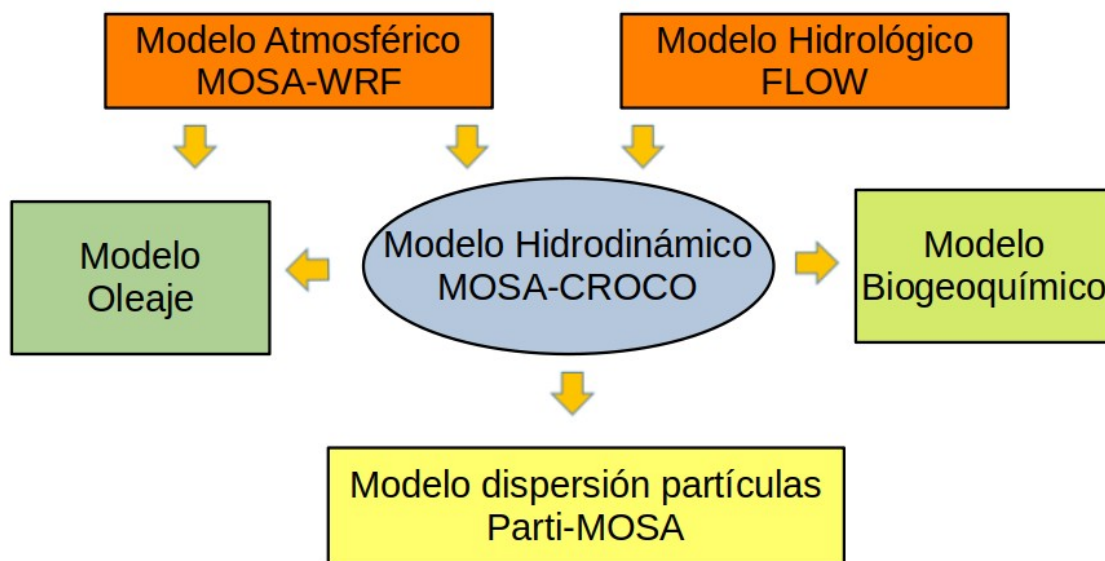 Modelo Atmosférico
MOSA-WRF
Modelo Hidrológico
FLOW
Modelo
Oleaje
Modelo Hidrodinámico
MOSA-CROCO
Modelo
Biogeoquímico
Modelo dispersión partículas
Parti-MOSA